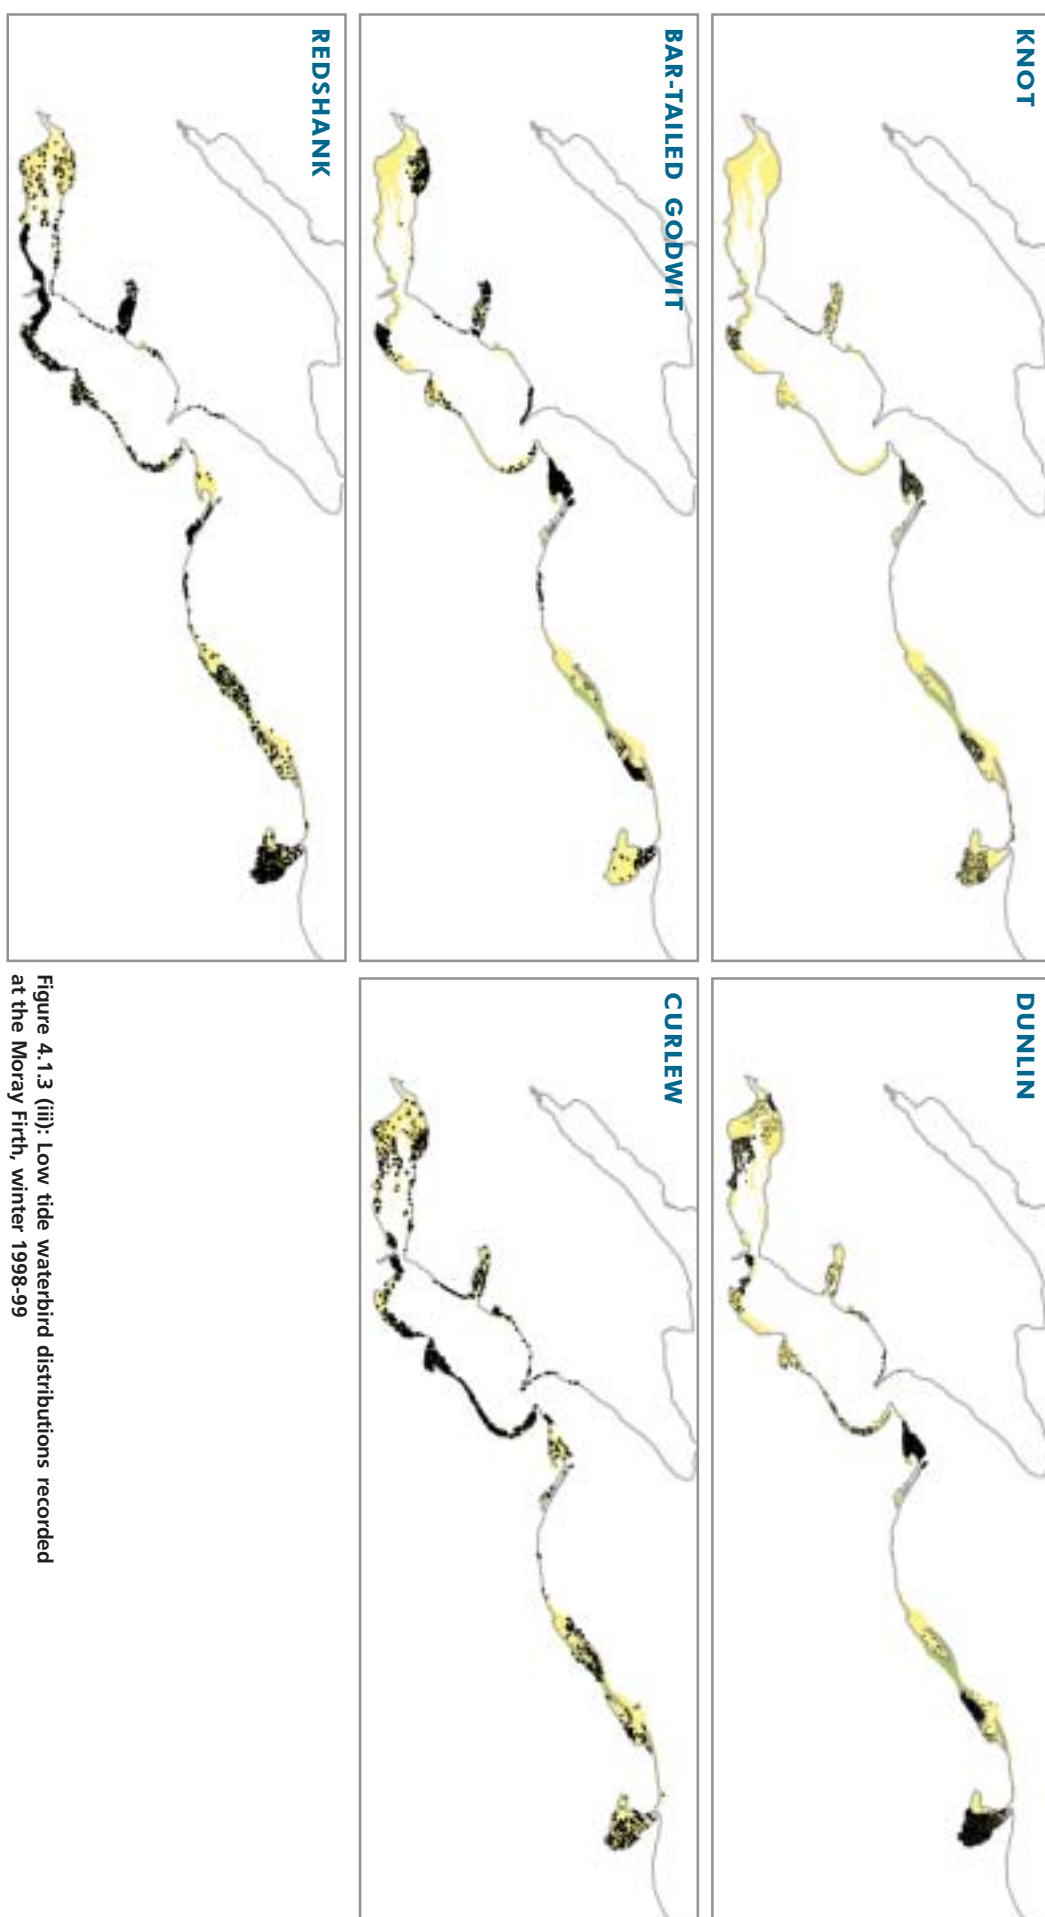 KNOT
DUNLIN
BAR-TAILED GODWIT
CURLEW
REDSHANK
Figure 4.1.3 (iii): Low tide waterbird distributions recorded
at the Moray Firth, winter 1998-99